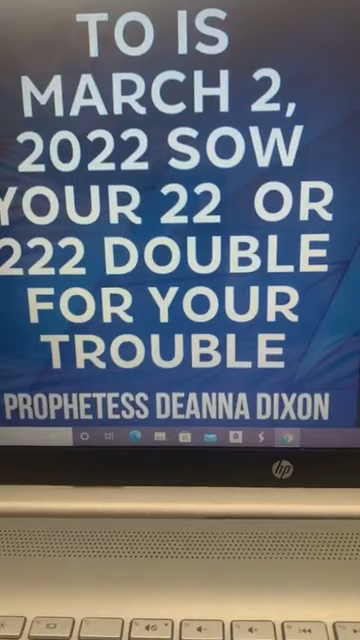 TO IS
MARCH 2,
2022 SOW
YOUR 22 OR
222 DOUBLE
FOR YOUR
TROUBLE
PROPHETESS DEANNA DIXON
hp